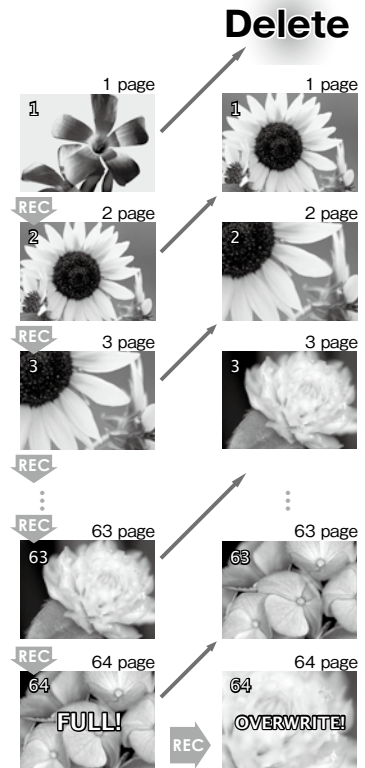 Delete
1 page
1 page
1
1
REC
2 page
2 page
2
2
REC
3 page
3 page
3
3
REC
REC
63 page
63 page
63
63
REC
64 page
64 page
64
64
FULL!
OVERWRITE!
REC